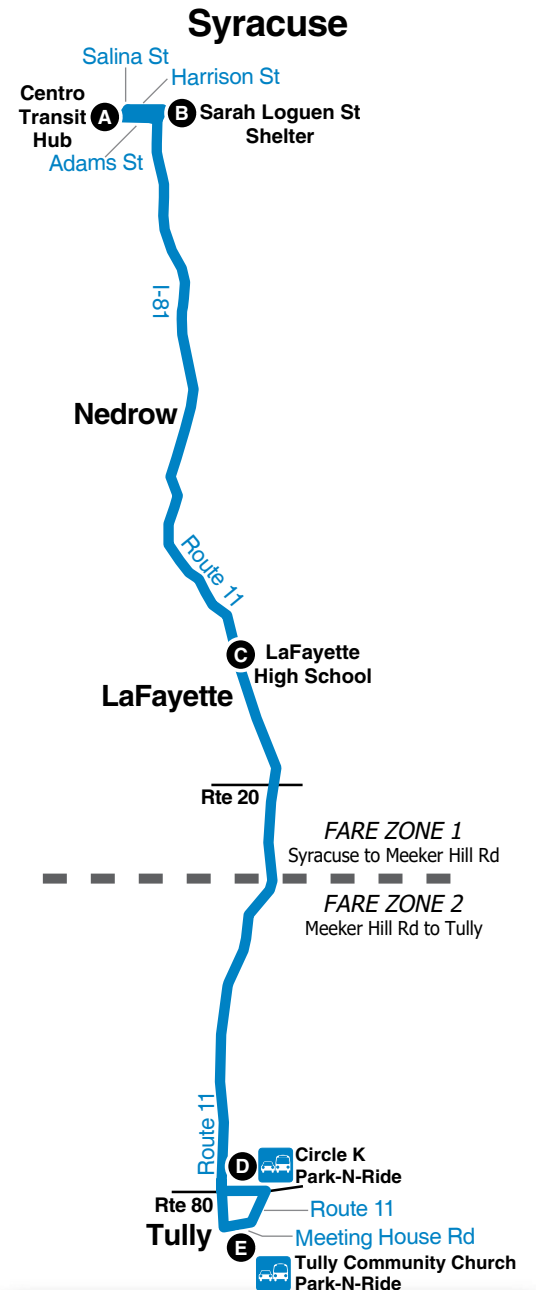 Syracuse
Salina St
Harrison St
Centro
Transit
Hub
A
B
Sarah Loguen St
Shelter
Adams St
I-81
Nedrow
Route 11
C
LaFayette
High School
LaFayette
Rte 20
FARE ZONE 1
Syracuse to Meeker Hill Rd
FARE ZONE 2
Meeker Hill Rd to Tully
Route 11
D
Circle K
Park-N-Ride
Rte 80
Route 11
Tully
Meeting House Rd
E
Tully Community Church
Park-N-Ride